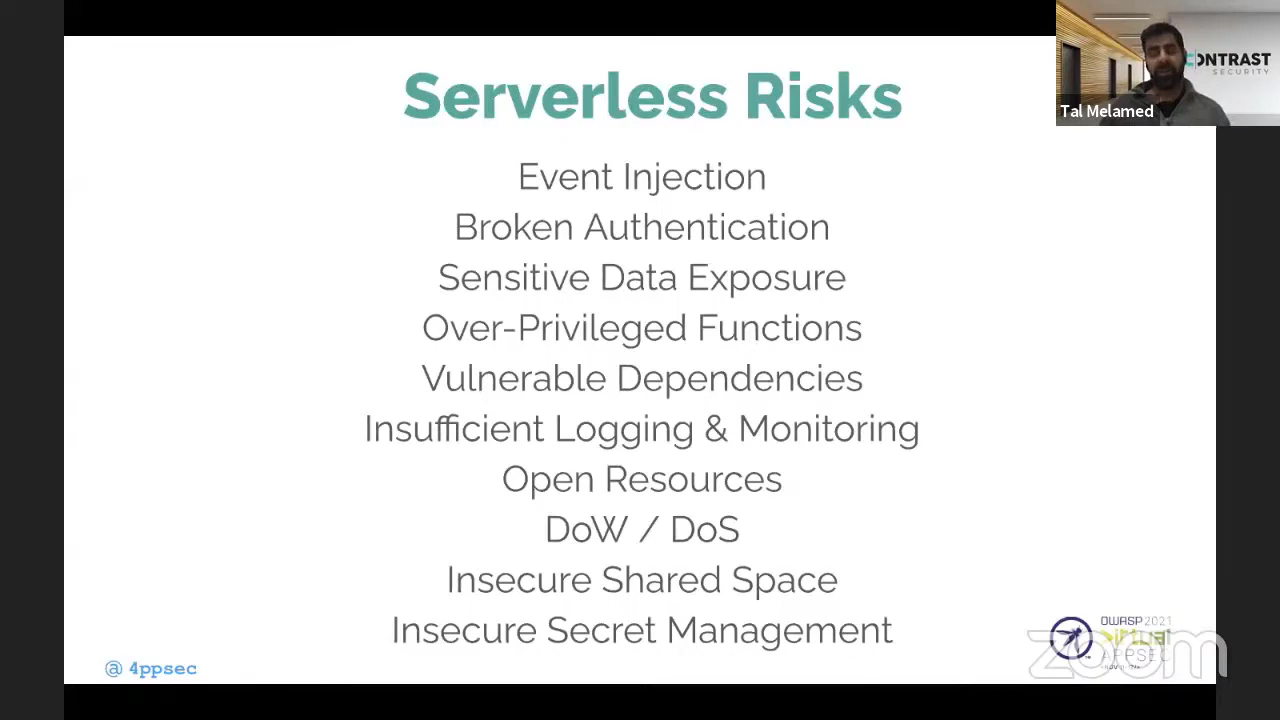 Serverless Risks
Event Injection
Broken Authentication
Sensitive Data Exposure
Over-Privileged Functions
Vulnerable Dependencies
Insufficient Logging & Monitoring
Open Resources
DoW / DoS
Insecure Shared Space
Insecure Secret Management
@ 4ppsec
CONTRAST
SECURITY
Tal Melamed
OWASP 2021
APPSEC
zoom